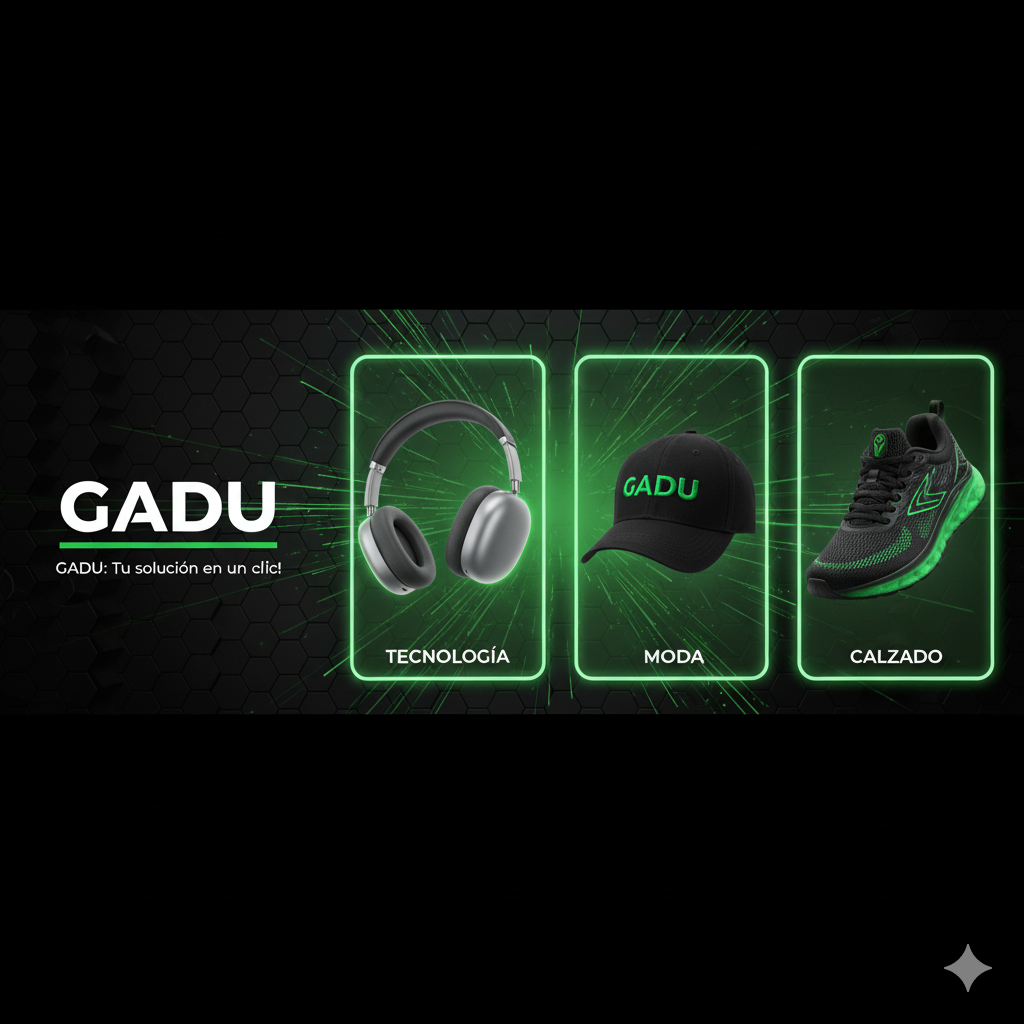 GADU
GADU: Tu solución en un clic!
TECNOLOGÍA
GADU
MODA
CALZADO